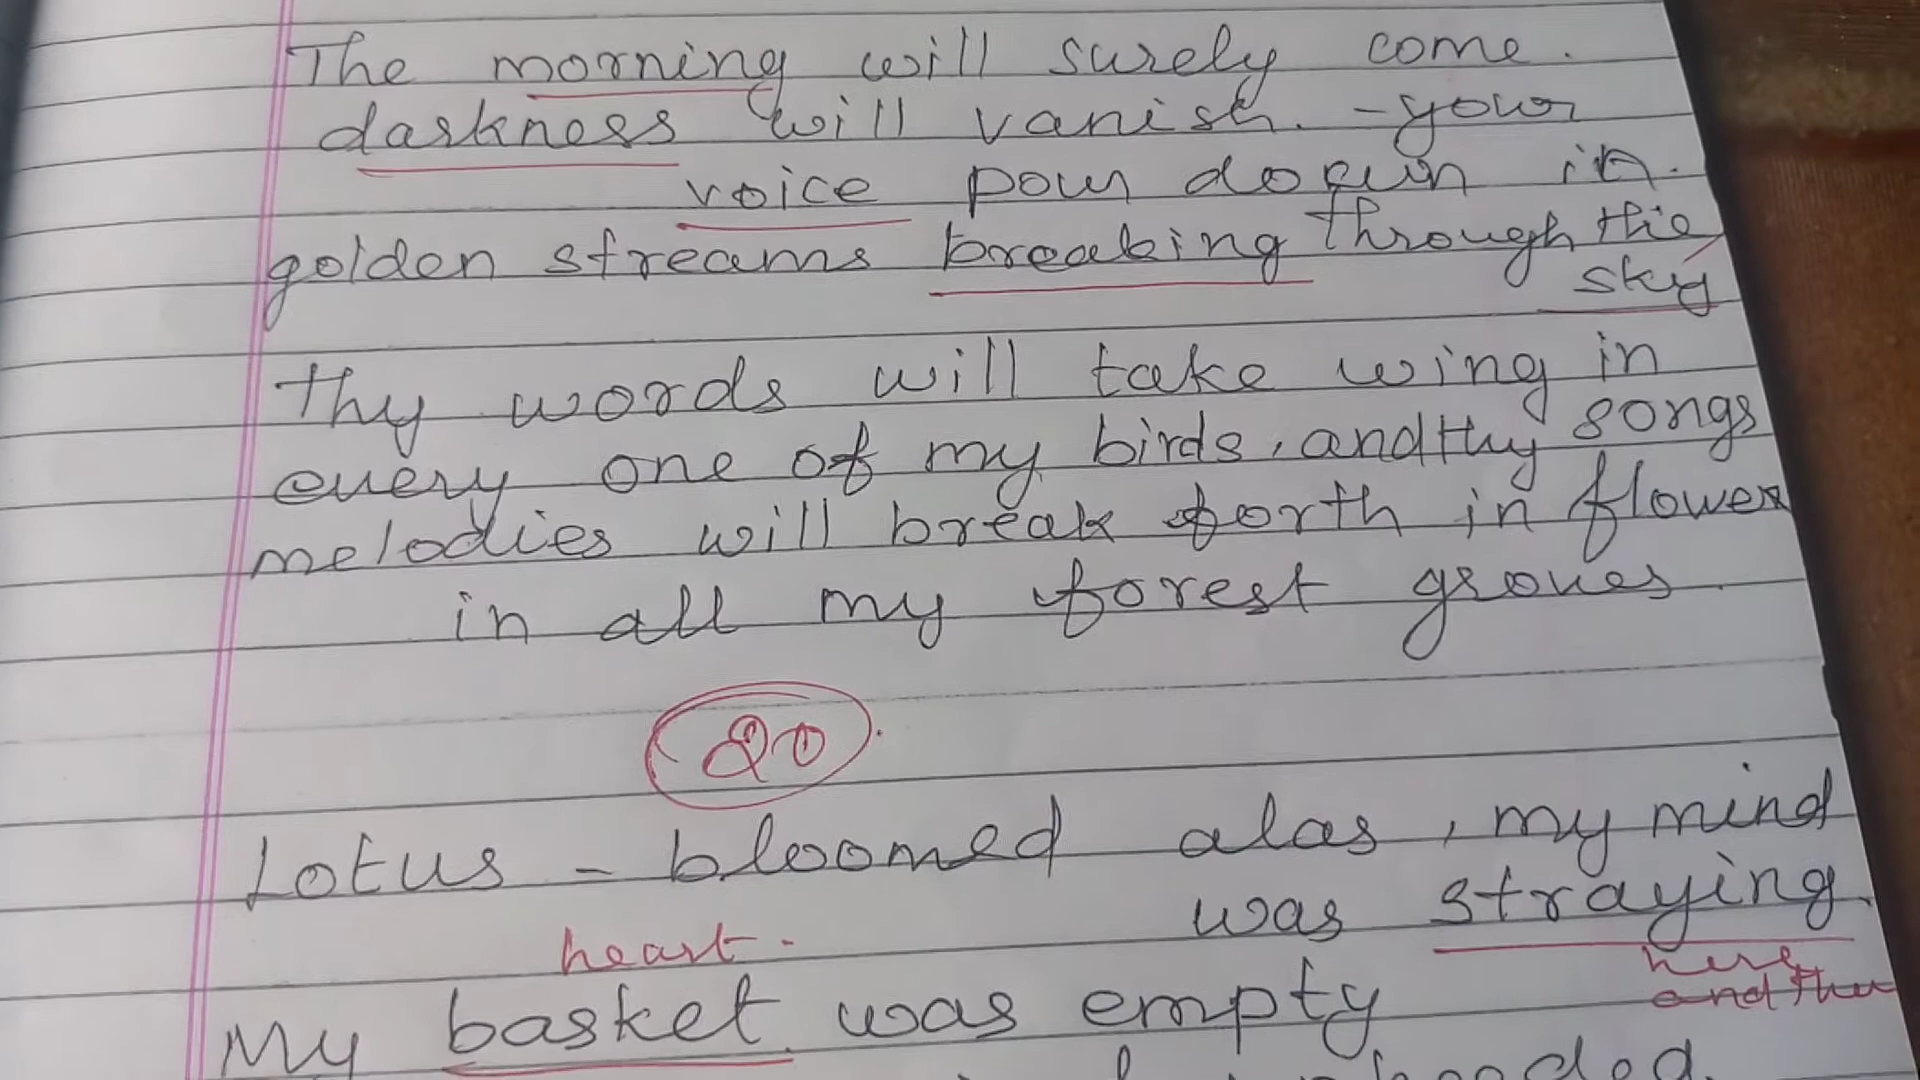 The morning will surely come.
darkness will vanish. - your
voice pour down in.
golden streams breaking through the
sky
Thy words will take wing in
every one of my birds, and thy songs
melodies will break forth in flower
in all my forest groves.
20
Lotus - bloomed alas, my mind
was straying.
heart.
here
and
My basket was empty